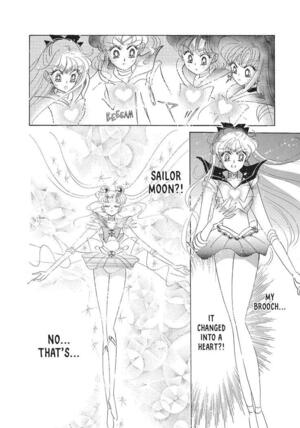 BEEEAM
SAILOR
MOON?!
MY
BROOCH...
IT
CHANGED
INTO A
HEART?!
NO...
THAT'S...